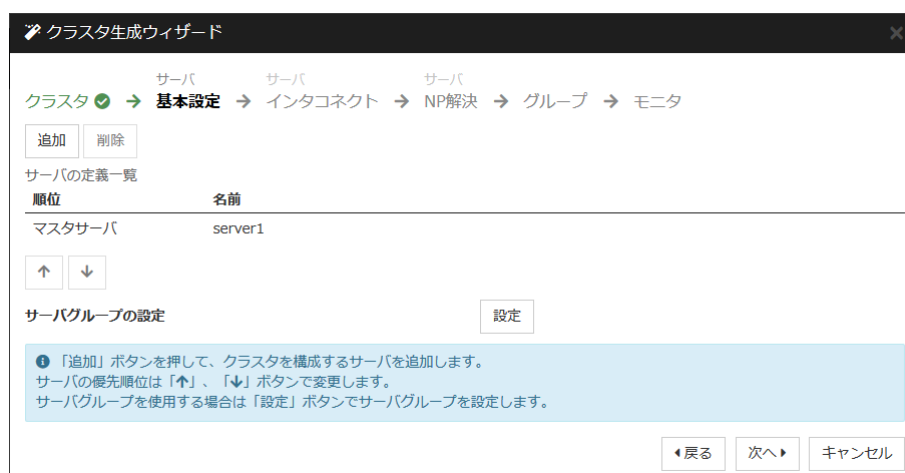 クラスタ生成ウィザード
サーバ サーバ サーバ
クラスタ → 基本設定 → インタコネクト → NP解決 → グループ → モニタ
追加 削除
サーバの定義一覧
順位 名前
マスタサーバ server1
↑ ↓
サーバグループの設定 設定
「追加」ボタンを押して、クラスタを構成するサーバを追加します。
サーバの優先順位は「↑」、「↓」ボタンで変更します。
サーバグループを使用する場合は「設定」ボタンでサーバグループを設定します。
戻る 次へ キャンセル